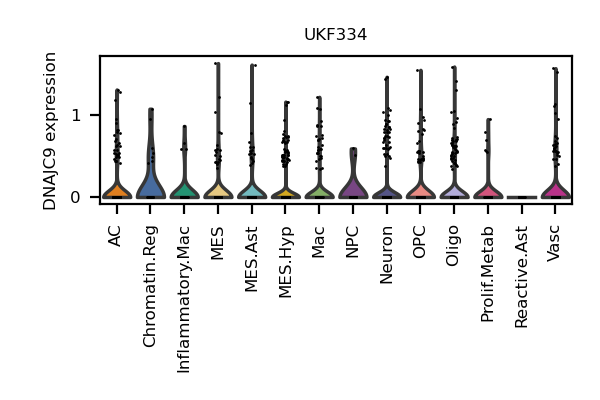 UKF334
DNAJC9 expression
1
0
AC
Chromatin.Reg
Inflammatory.Mac
MES
MES.Ast
MES.Hyp
Mac
NPC
Neuron
OPC
Oligo
Prolif.Metab
Reactive.Ast
Vasc